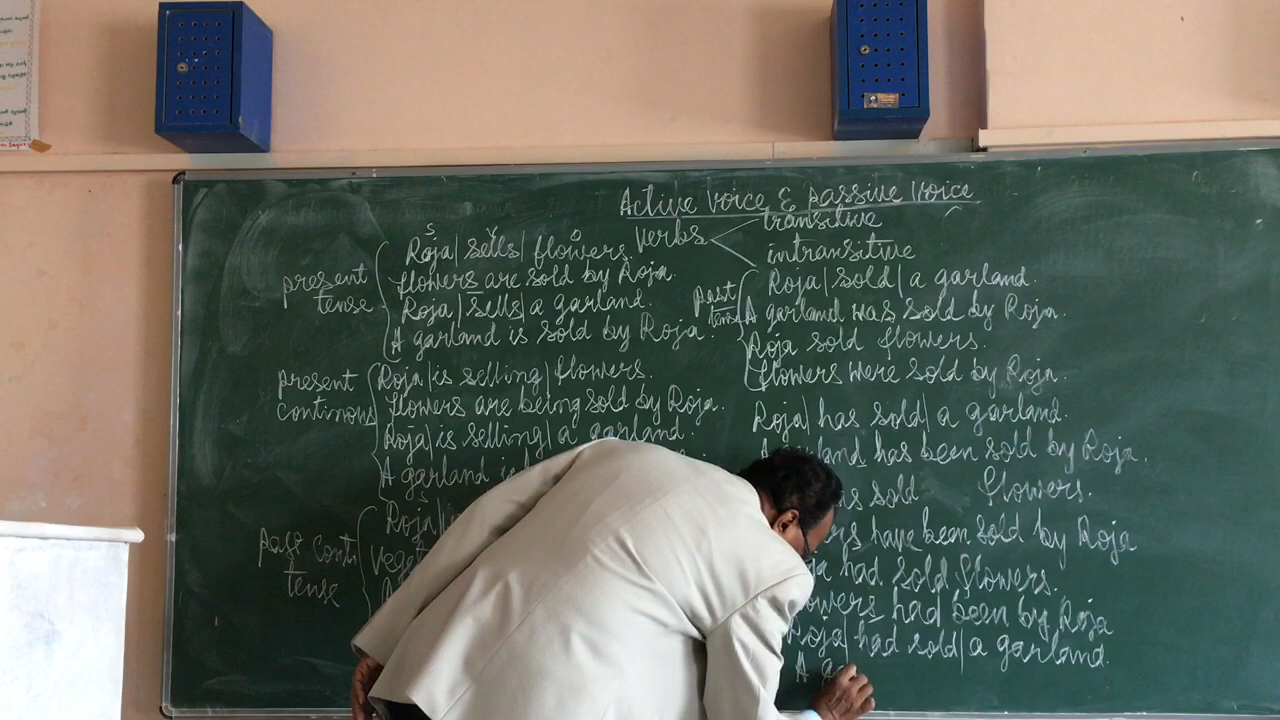 Active Voice & Passive Voice
verbs
transitive
intransitive
S V O
present tense
Roja | sells | flowers.
flowers are sold by Roja.
Roja | sells | a garland.
A garland is sold by Roja.
present continous
Roja | is selling | flowers.
flowers are being sold by Roja.
Roja | is selling | a garland.
A garland is
S
past conti tense
Roja |
past tense
Roja | sold | a garland.
A garland was sold by Roja.
Roja sold flowers.
flowers were sold by Roja.
Roja | has sold | a garland.
has been sold by Roja.
sold flowers.
have been sold by Roja
had sold flowers.
had been by Roja
Roja | had sold | a garland.
A